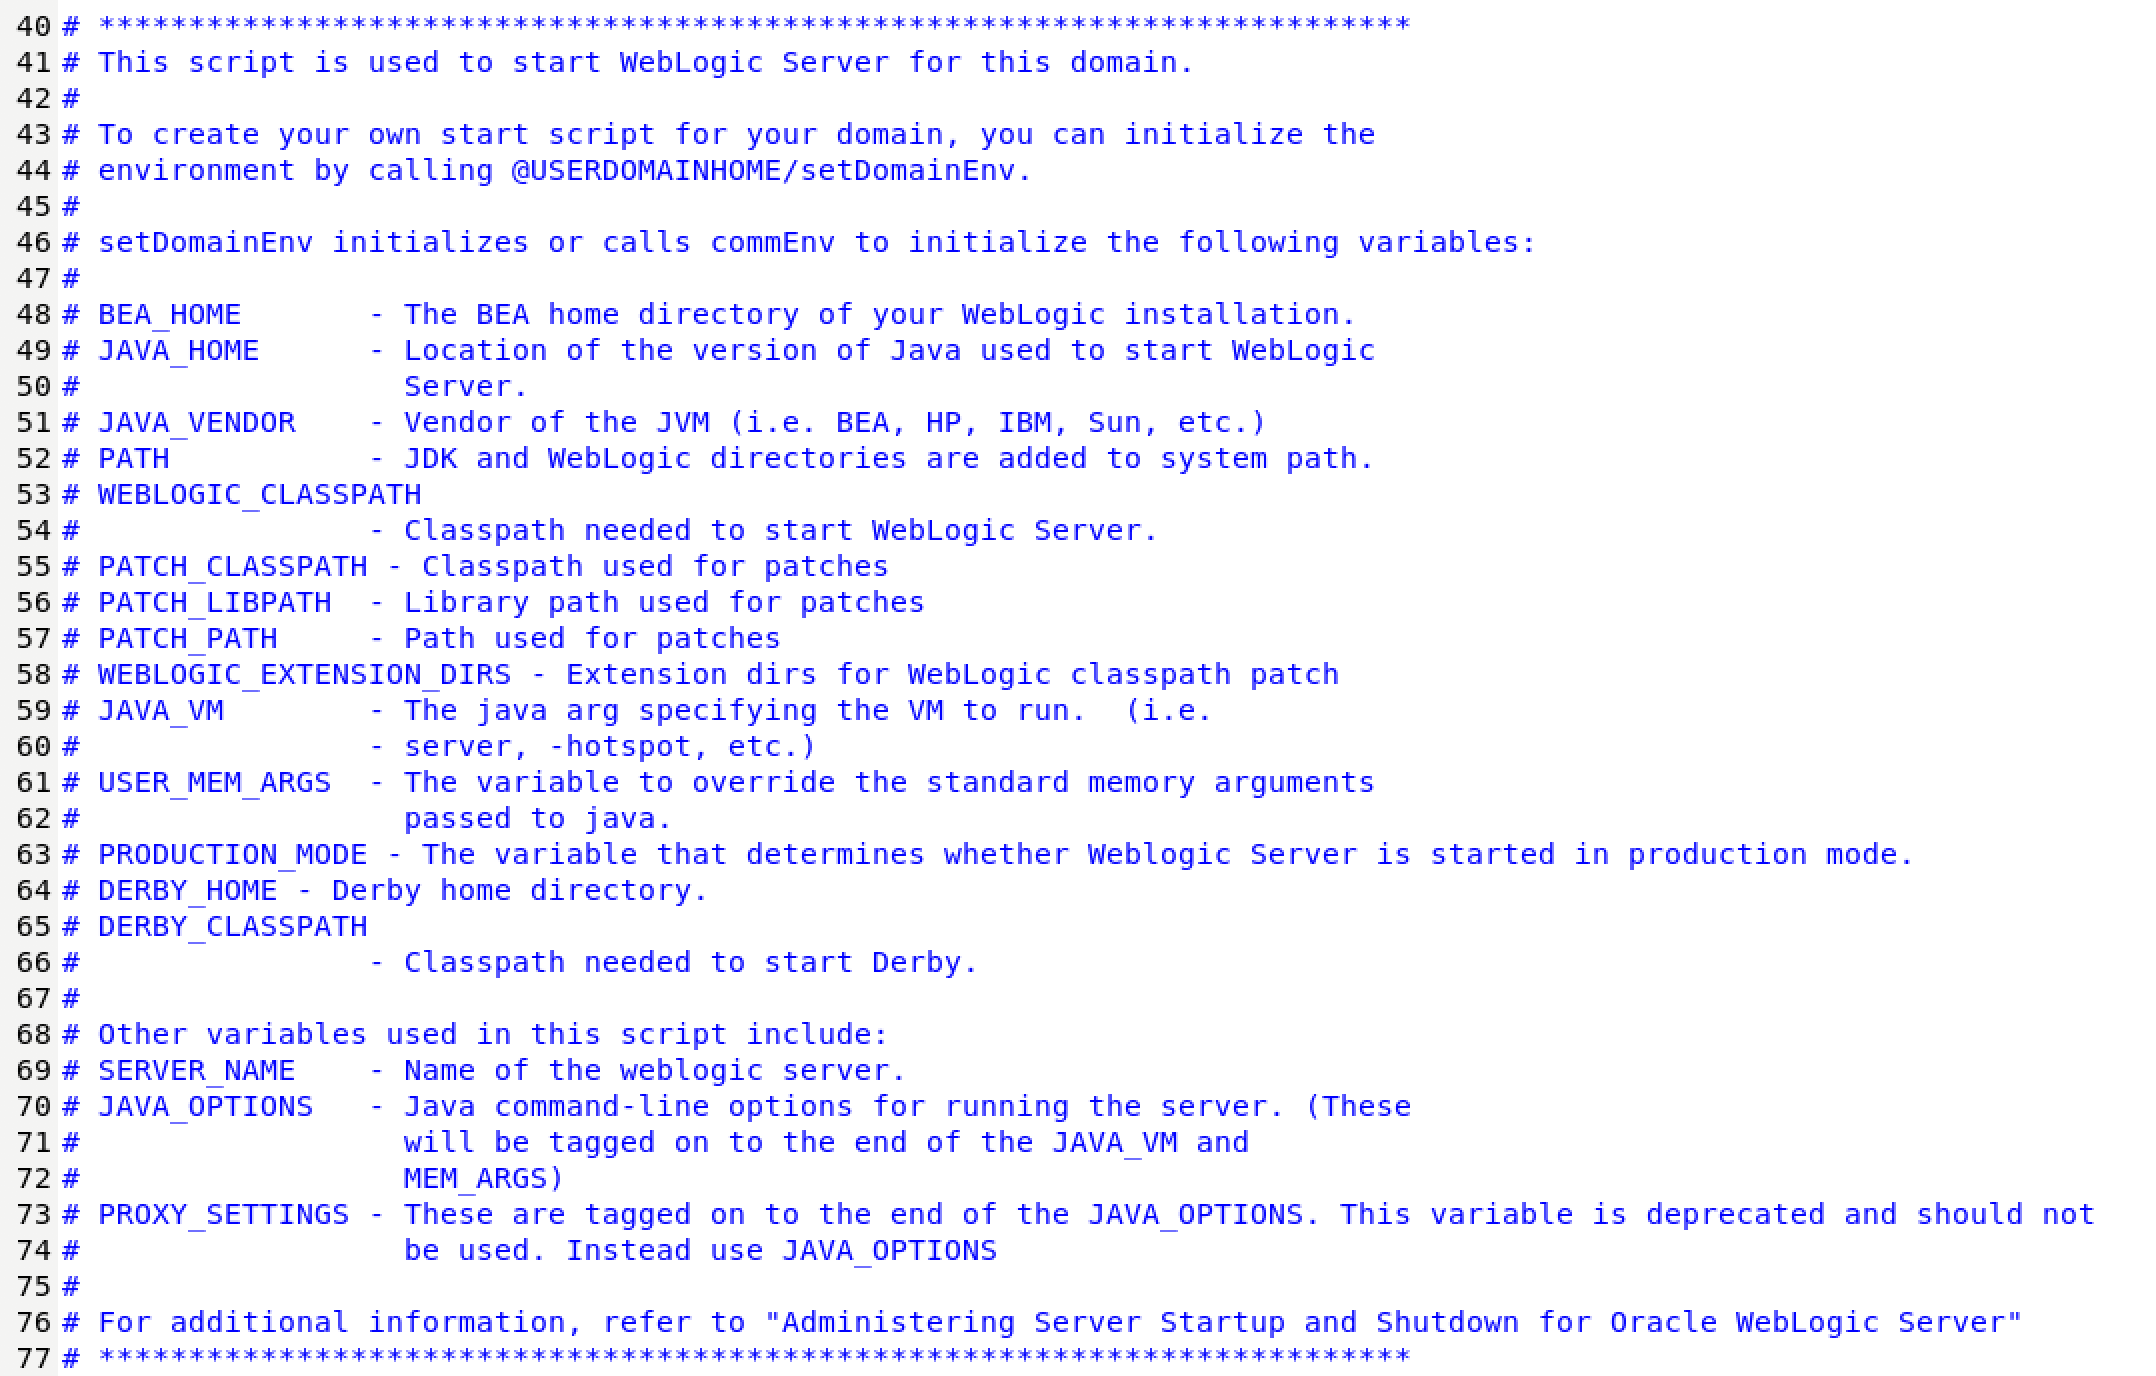 40 # *************************************************************************
41 # This script is used to start WebLogic Server for this domain.
42 #
43 # To create your own start script for your domain, you can initialize the
44 # environment by calling @USERDOMAINHOME/setDomainEnv.
45 #
46 # setDomainEnv initializes or calls commEnv to initialize the following variables:
47 #
48 # BEA_HOME       - The BEA home directory of your WebLogic installation.
49 # JAVA_HOME      - Location of the version of Java used to start WebLogic
50 #                  Server.
51 # JAVA_VENDOR    - Vendor of the JVM (i.e. BEA, HP, IBM, Sun, etc.)
52 # PATH           - JDK and WebLogic directories are added to system path.
53 # WEBLOGIC_CLASSPATH
54 #                - Classpath needed to start WebLogic Server.
55 # PATCH_CLASSPATH - Classpath used for patches
56 # PATCH_LIBPATH  - Library path used for patches
57 # PATCH_PATH     - Path used for patches
58 # WEBLOGIC_EXTENSION_DIRS - Extension dirs for WebLogic classpath patch
59 # JAVA_VM        - The java arg specifying the VM to run.  (i.e.
60 #                - server, -hotspot, etc.)
61 # USER_MEM_ARGS  - The variable to override the standard memory arguments
62 #                  passed to java.
63 # PRODUCTION_MODE - The variable that determines whether Weblogic Server is started in production mode.
64 # DERBY_HOME - Derby home directory.
65 # DERBY_CLASSPATH
66 #                - Classpath needed to start Derby.
67 #
68 # Other variables used in this script include:
69 # SERVER_NAME    - Name of the weblogic server.
70 # JAVA_OPTIONS   - Java command-line options for running the server. (These
71 #                  will be tagged on to the end of the JAVA_VM and
72 #                  MEM_ARGS)
73 # PROXY_SETTINGS - These are tagged on to the end of the JAVA_OPTIONS. This variable is deprecated and should not
74 #                  be used. Instead use JAVA_OPTIONS
75 #
76 # For additional information, refer to "Administering Server Startup and Shutdown for Oracle WebLogic Server"
77 # *************************************************************************